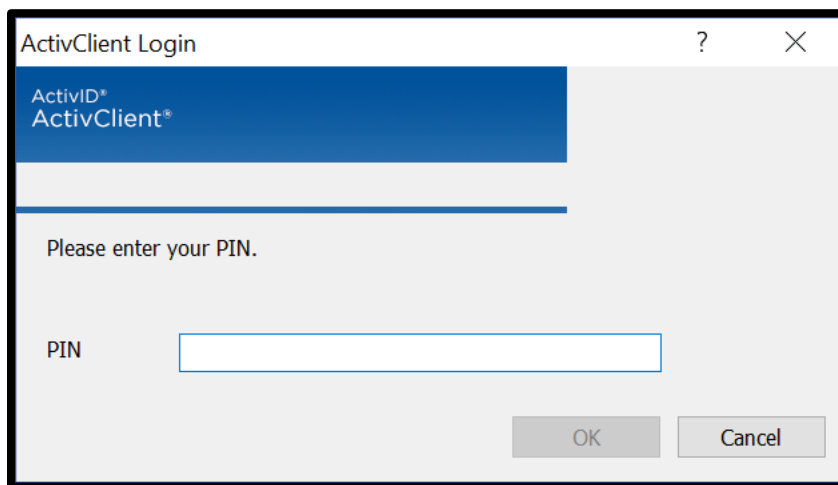 ActivClient Login ?
ActivID®
ActivClient®
Please enter your PIN.
PIN
OK Cancel